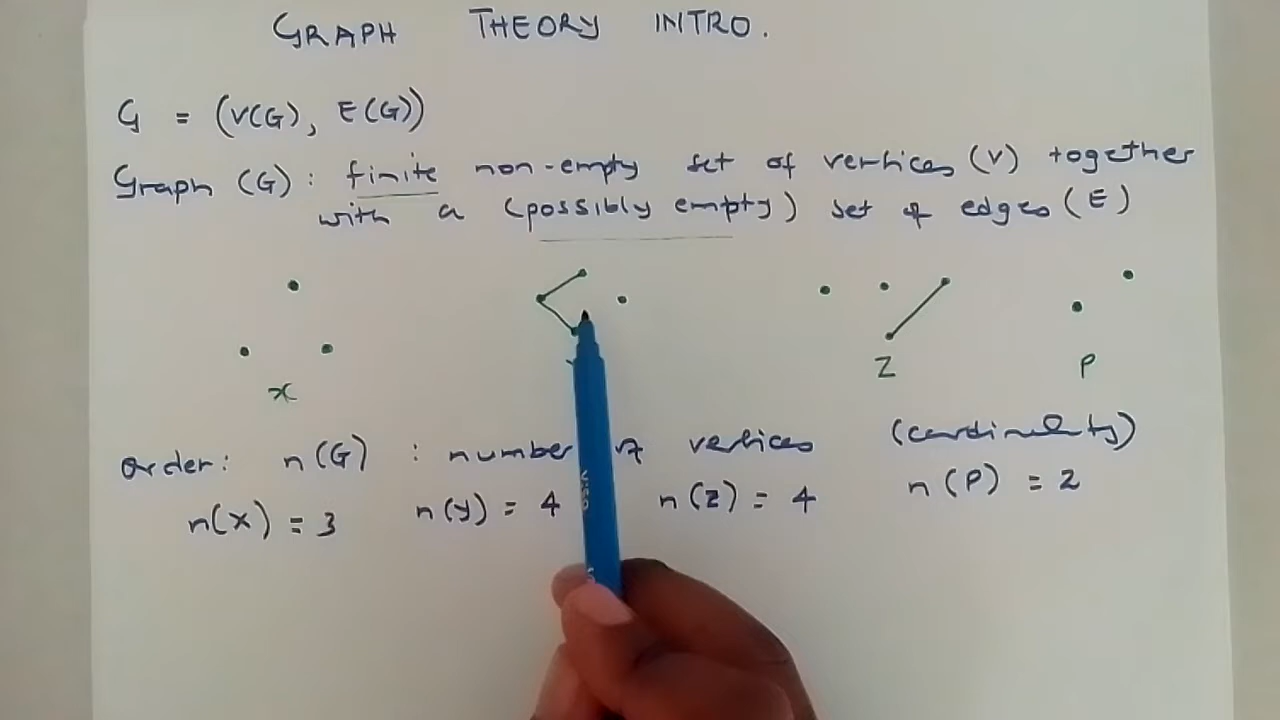 GRAPH THEORY INTRO.
G = (V(G), E(G))
Graph (G): finite non-empty set of vertices (V) together
with a (possibly empty) set of edges (E)
x Z P
order: n(G) : number of vertices (cardinality)
n(x) = 3 n(y) = 4 n(z) = 4 n(P) = 2